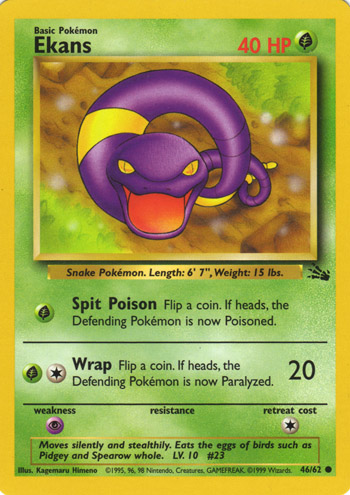 Basic Pokémon
Ekans
40 HP
Snake Pokémon. Length: 6' 7", Weight: 15 lbs.
Spit Poison Flip a coin. If heads, the
Defending Pokémon is now Poisoned.
Wrap Flip a coin. If heads, the
Defending Pokémon is now Paralyzed.
20
weakness
resistance
retreat cost
Moves silently and stealthily. Eats the eggs of birds such as
Pidgey and Spearow whole. LV. 10 #23
Illus. Kagemaru Himeno ©1995, 96, 98 Nintendo, Creatures, GAMEFREAK. ©1999 Wizards. 46/62